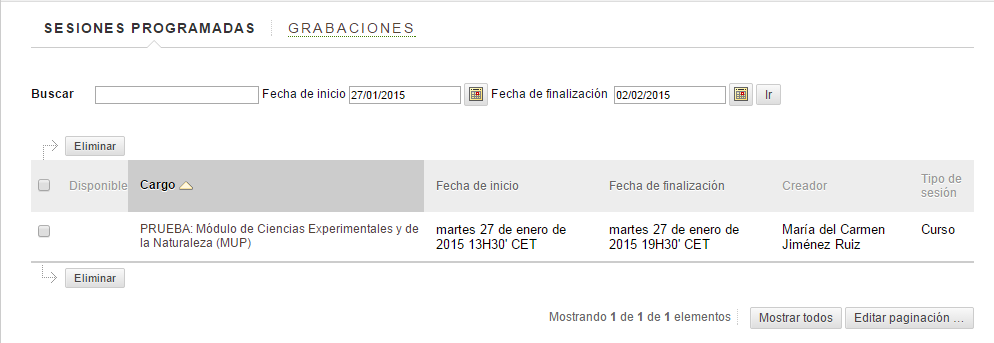 SESIONES PROGRAMADAS GRABACIONES
Buscar Fecha de inicio 27/01/2015 Fecha de finalización 02/02/2015 Ir
Eliminar
Disponible Cargo Fecha de inicio Fecha de finalización Creador Tipo de
sesión
PRUEBA: Módulo de Ciencias Experimentales y de martes 27 de enero de martes 27 de enero de María del Carmen Curso
la Naturaleza (MUP) 2015 13H30' CET 2015 19H30' CET Jiménez Ruiz
Eliminar
Mostrando 1 de 1 de 1 elementos Mostrar todos Editar paginación ...